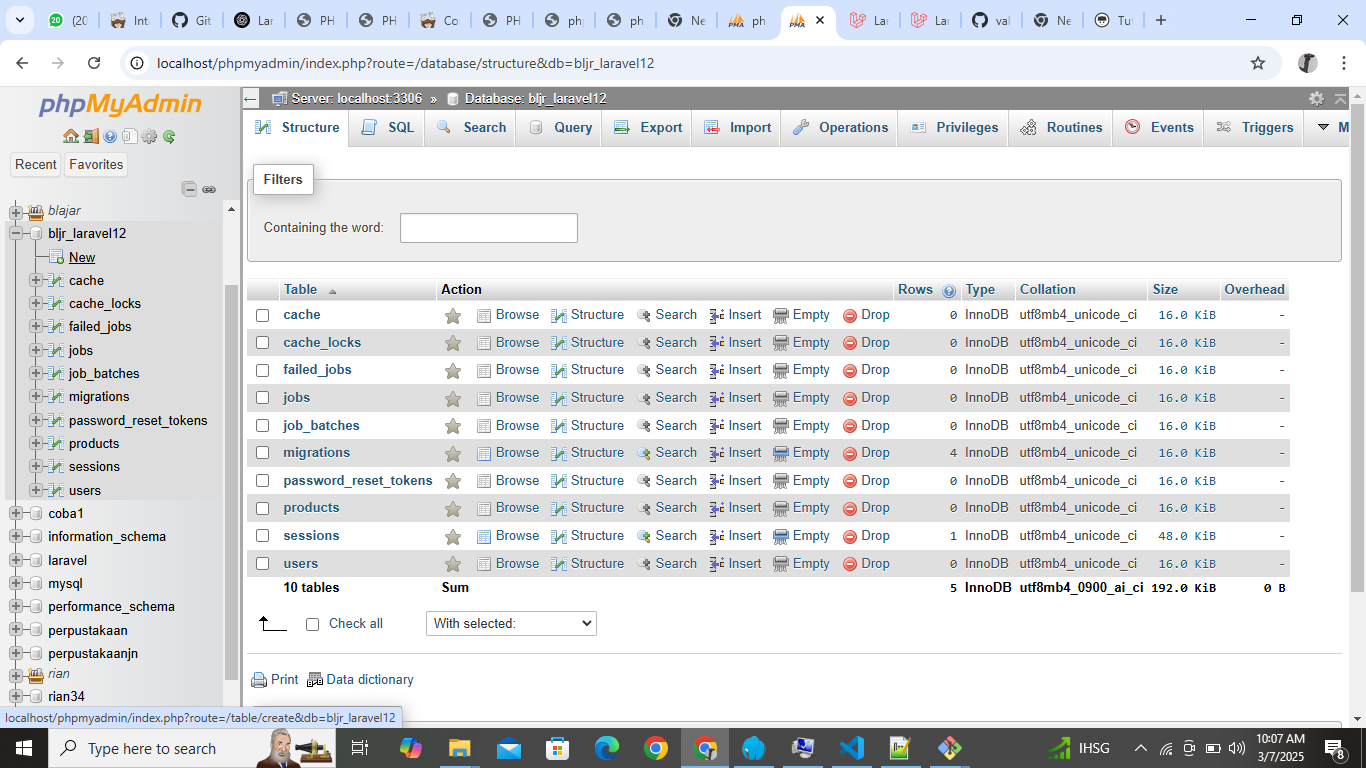 20 (20 Int Git Lar PH PH Co PH php ph Ne ph Lar Lar val Ne Tu
localhost/phpmyadmin/index.php?route=/database/structure&db=bljr_laravel12
phpMyAdmin
Recent Favorites
blajar
bljr_laravel12
New
cache
cache_locks
failed_jobs
jobs
job_batches
migrations
password_reset_tokens
products
sessions
users
coba1
information_schema
laravel
mysql
performance_schema
perpustakaan
perpustakaanjn
rian
rian34
localhost/phpmyadmin/index.php?route=/table/create&db=bljr_laravel12
Server: localhost:3306 » Database: bljr_laravel12
Structure SQL Search Query Export Import Operations Privileges Routines Events Triggers M
Filters
Containing the word:
Table Action Rows Type Collation Size Overhead
cache Browse Structure Search Insert Empty Drop 0 InnoDB utf8mb4_unicode_ci 16.0 KiB -
cache_locks Browse Structure Search Insert Empty Drop 0 InnoDB utf8mb4_unicode_ci 16.0 KiB -
failed_jobs Browse Structure Search Insert Empty Drop 0 InnoDB utf8mb4_unicode_ci 16.0 KiB -
jobs Browse Structure Search Insert Empty Drop 0 InnoDB utf8mb4_unicode_ci 16.0 KiB -
job_batches Browse Structure Search Insert Empty Drop 0 InnoDB utf8mb4_unicode_ci 16.0 KiB -
migrations Browse Structure Search Insert Empty Drop 4 InnoDB utf8mb4_unicode_ci 16.0 KiB -
password_reset_tokens Browse Structure Search Insert Empty Drop 0 InnoDB utf8mb4_unicode_ci 16.0 KiB -
products Browse Structure Search Insert Empty Drop 0 InnoDB utf8mb4_unicode_ci 16.0 KiB -
sessions Browse Structure Search Insert Empty Drop 1 InnoDB utf8mb4_unicode_ci 48.0 KiB -
users Browse Structure Search Insert Empty Drop 0 InnoDB utf8mb4_unicode_ci 16.0 KiB -
10 tables Sum 5 InnoDB utf8mb4_0900_ai_ci 192.0 KiB 0 B
Check all With selected:
Print Data dictionary
Type here to search IHSG 10:07 AM
3/7/2025 8